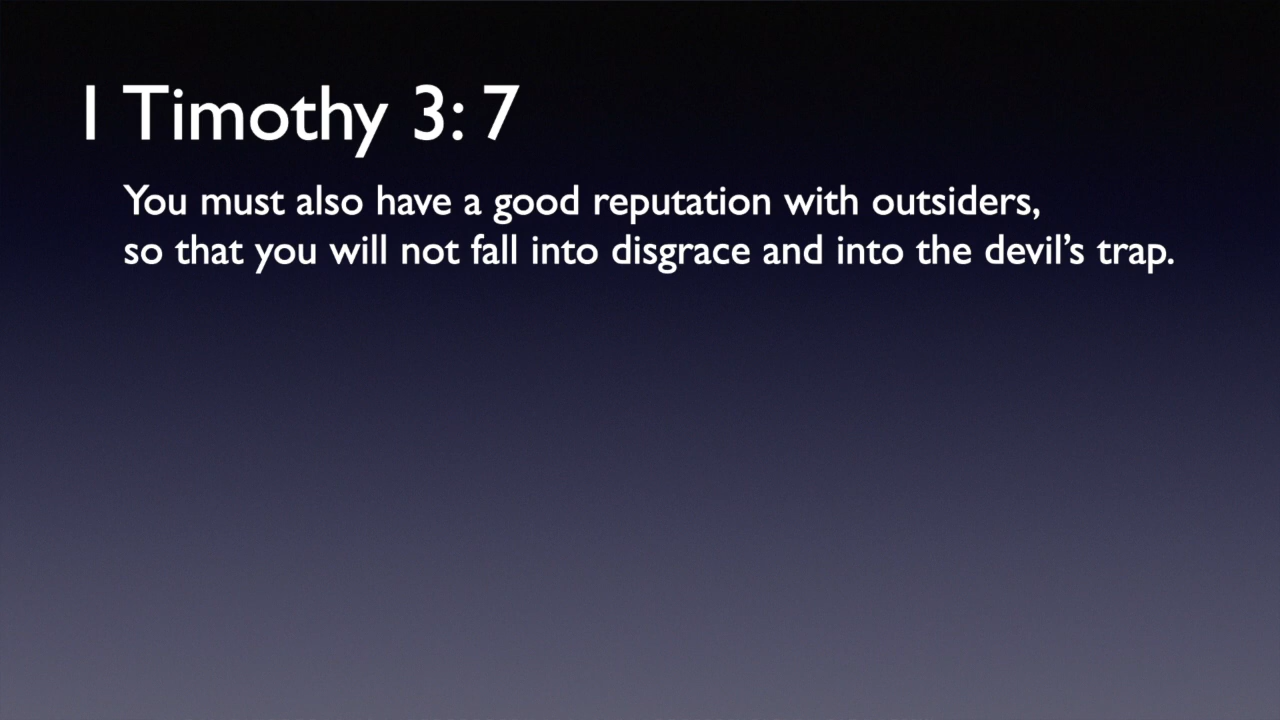 1 Timothy 3: 7
You must also have a good reputation with outsiders,
so that you will not fall into disgrace and into the devil’s trap.